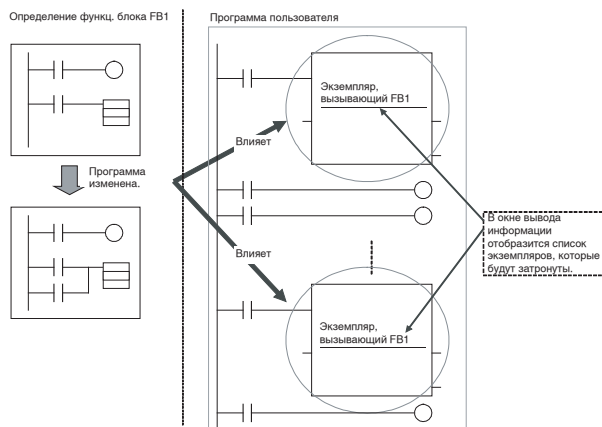 Определение функц. блока FB1
Программа пользователя
Экземпляр,
вызывающий FB1
Влияет
Программа
изменена.
В окне вывода
информации
отобразится список
экземпляров, которые
будут затронуты.
Влияет
Экземпляр,
вызывающий FB1